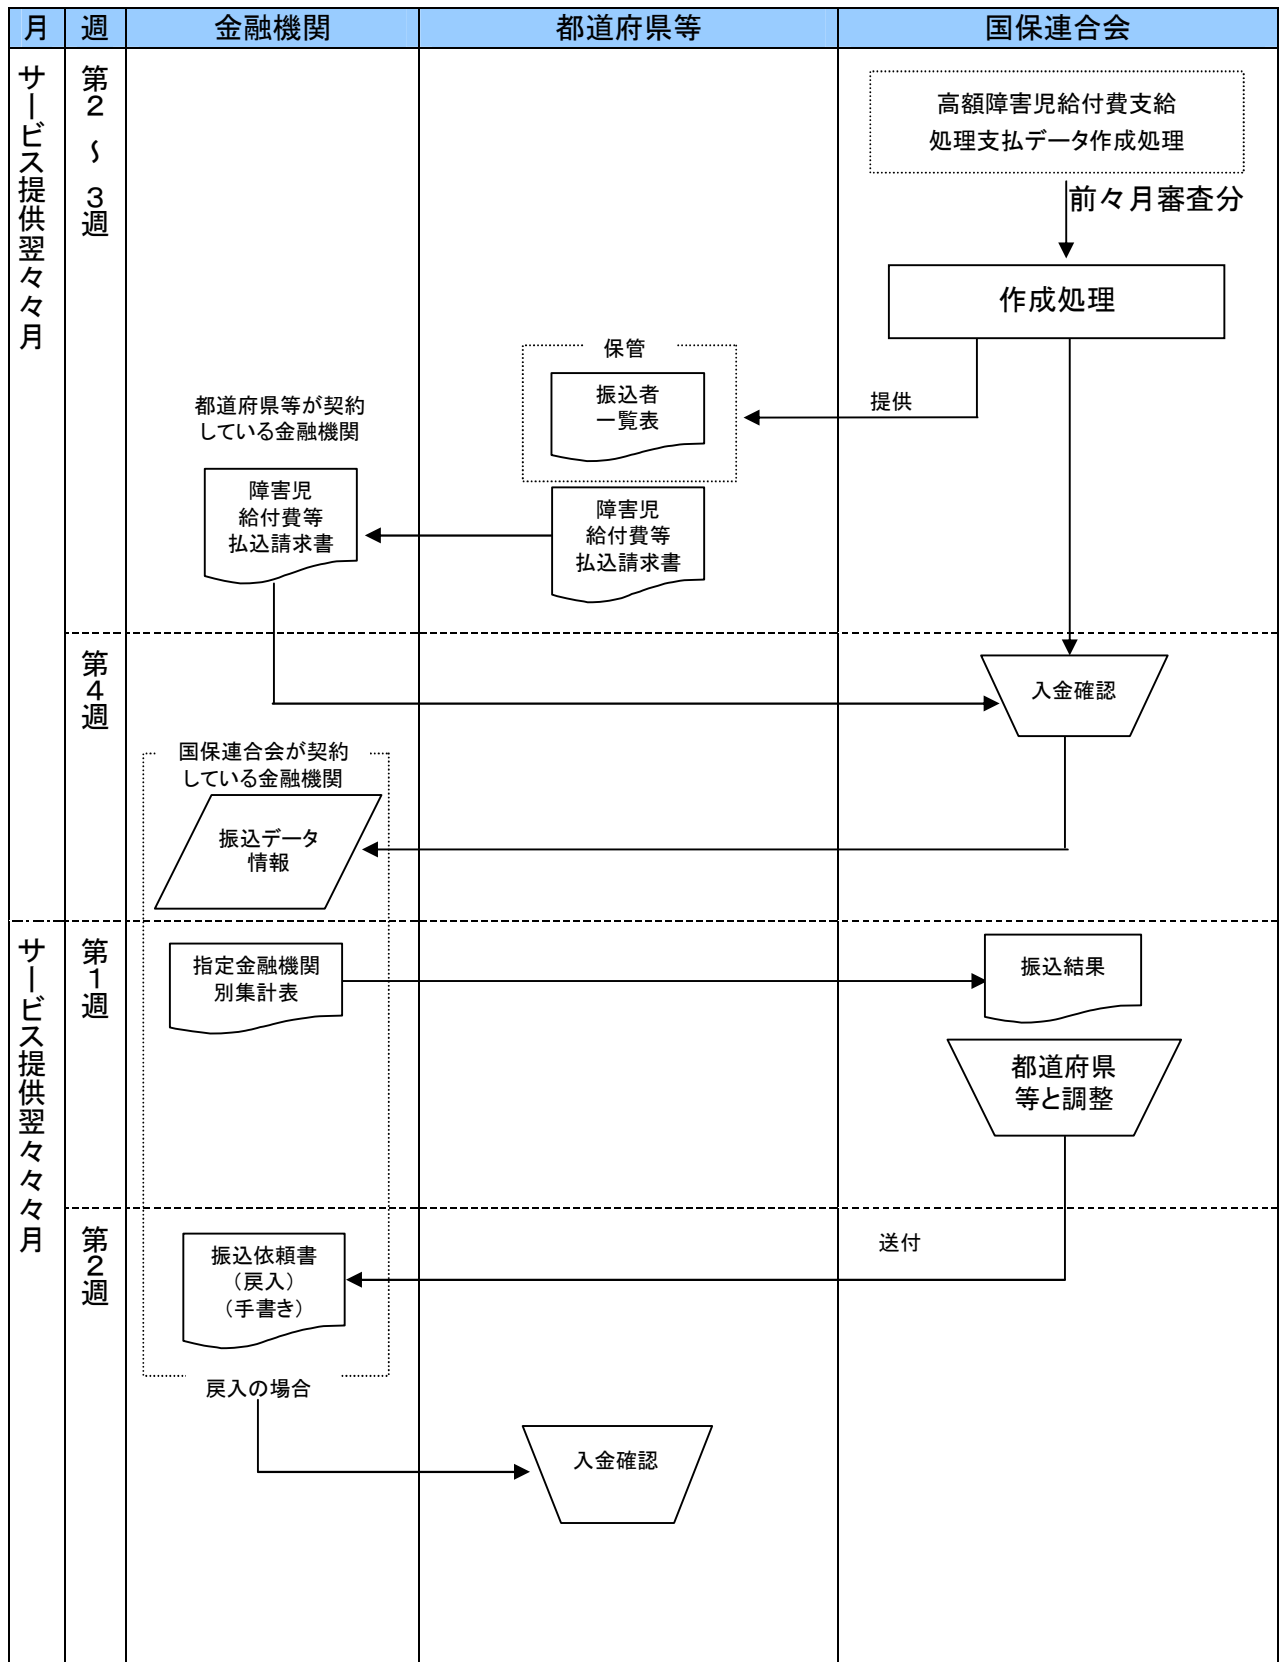 月 週 金融機関 都道府県等 国保連合会
サービス提供翌々月
第2～3週
高額障害児給付費支給
処理支払データ作成処理
前々月審査分
作成処理
保管
振込者
一覧表
提供
都道府県等が契約
している金融機関
障害児
給付費等
払込請求書
障害児
給付費等
払込請求書
第4週
入金確認
国保連合会が契約
している金融機関
振込データ
情報
サービス提供翌々々月
第1週
指定金融機関
別集計表
振込結果
都道府県
等と調整
第2週
送付
振込依頼書
（戻入）
（手書き）
戻入の場合
入金確認